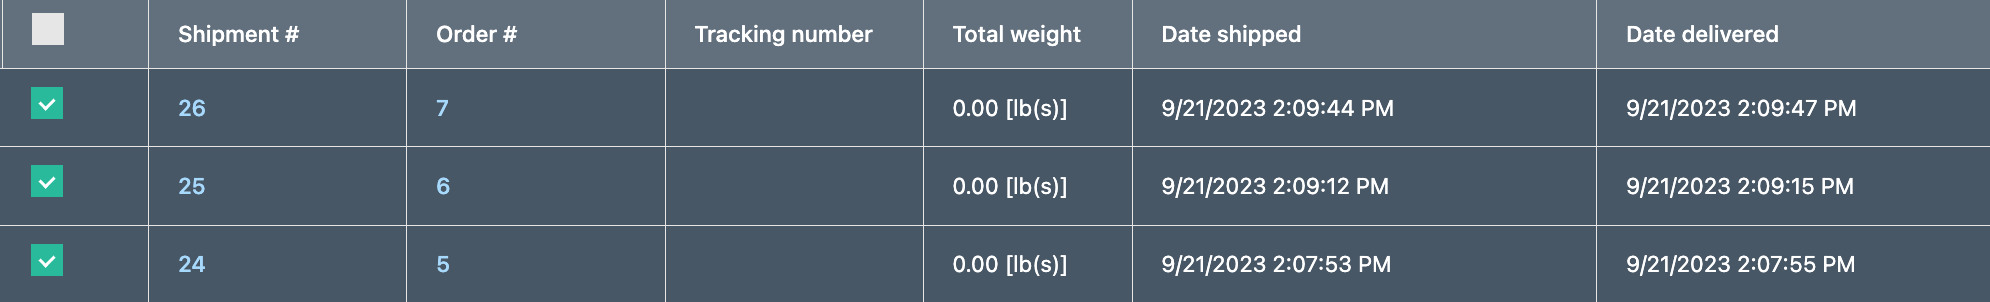 Shipment # Order # Tracking number Total weight Date shipped Date delivered
26 7 0.00 [lb(s)] 9/21/2023 2:09:44 PM 9/21/2023 2:09:47 PM
25 6 0.00 [lb(s)] 9/21/2023 2:09:12 PM 9/21/2023 2:09:15 PM
24 5 0.00 [lb(s)] 9/21/2023 2:07:53 PM 9/21/2023 2:07:55 PM